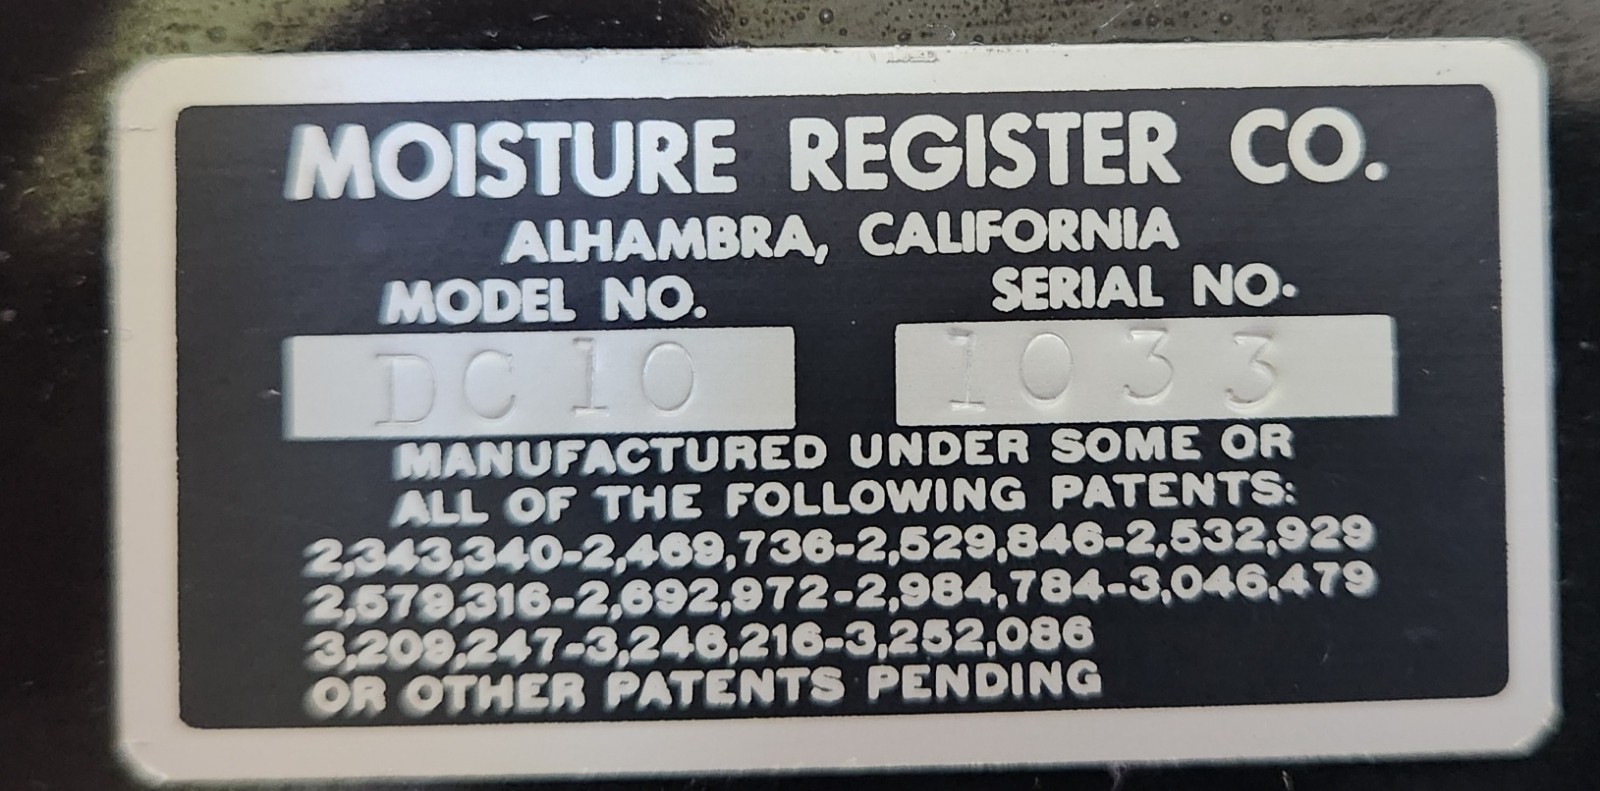 MOISTURE REGISTER CO.
ALHAMBRA, CALIFORNIA
MODEL NO. SERIAL NO.
DC10 1033
MANUFACTURED UNDER SOME OR
ALL OF THE FOLLOWING PATENTS:
2,343,340-2,469,736-2,529,846-2,532,929
2,579,316-2,692,972-2,984,784-3,046,479
3,209,247-3,246,216-3,252,086
OR OTHER PATENTS PENDING